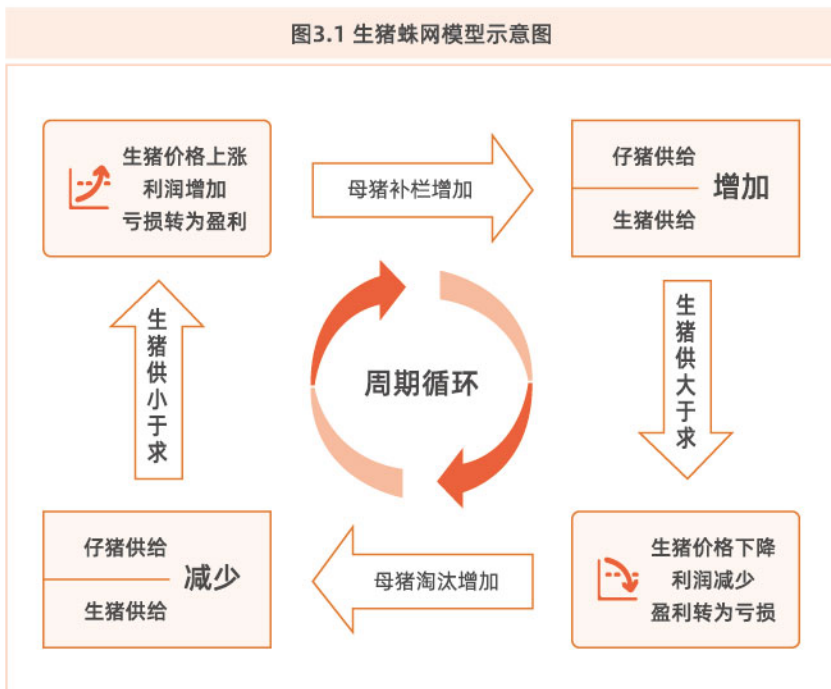 图3.1 生猪蛛网模型示意图
生猪价格上涨
利润增加
亏损转为盈利
母猪补栏增加
仔猪供给
生猪供给
增加
生猪供大于求
生猪价格下降
利润减少
盈利转为亏损
母猪淘汰增加
仔猪供给
生猪供给
减少
生猪供小于求
周期循环